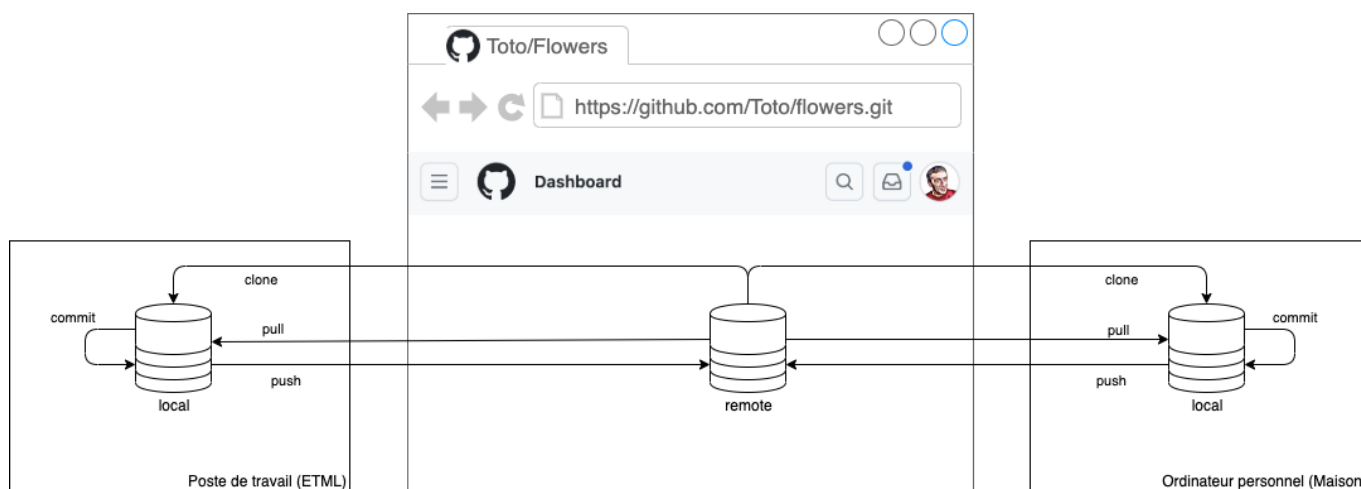 Toto/Flowers
https://github.com/Toto/flowers.git
Dashboard
clone
clone
commit
pull
pull
commit
push
push
local
remote
local
Poste de travail (ETML)
Ordinateur personnel (Maison